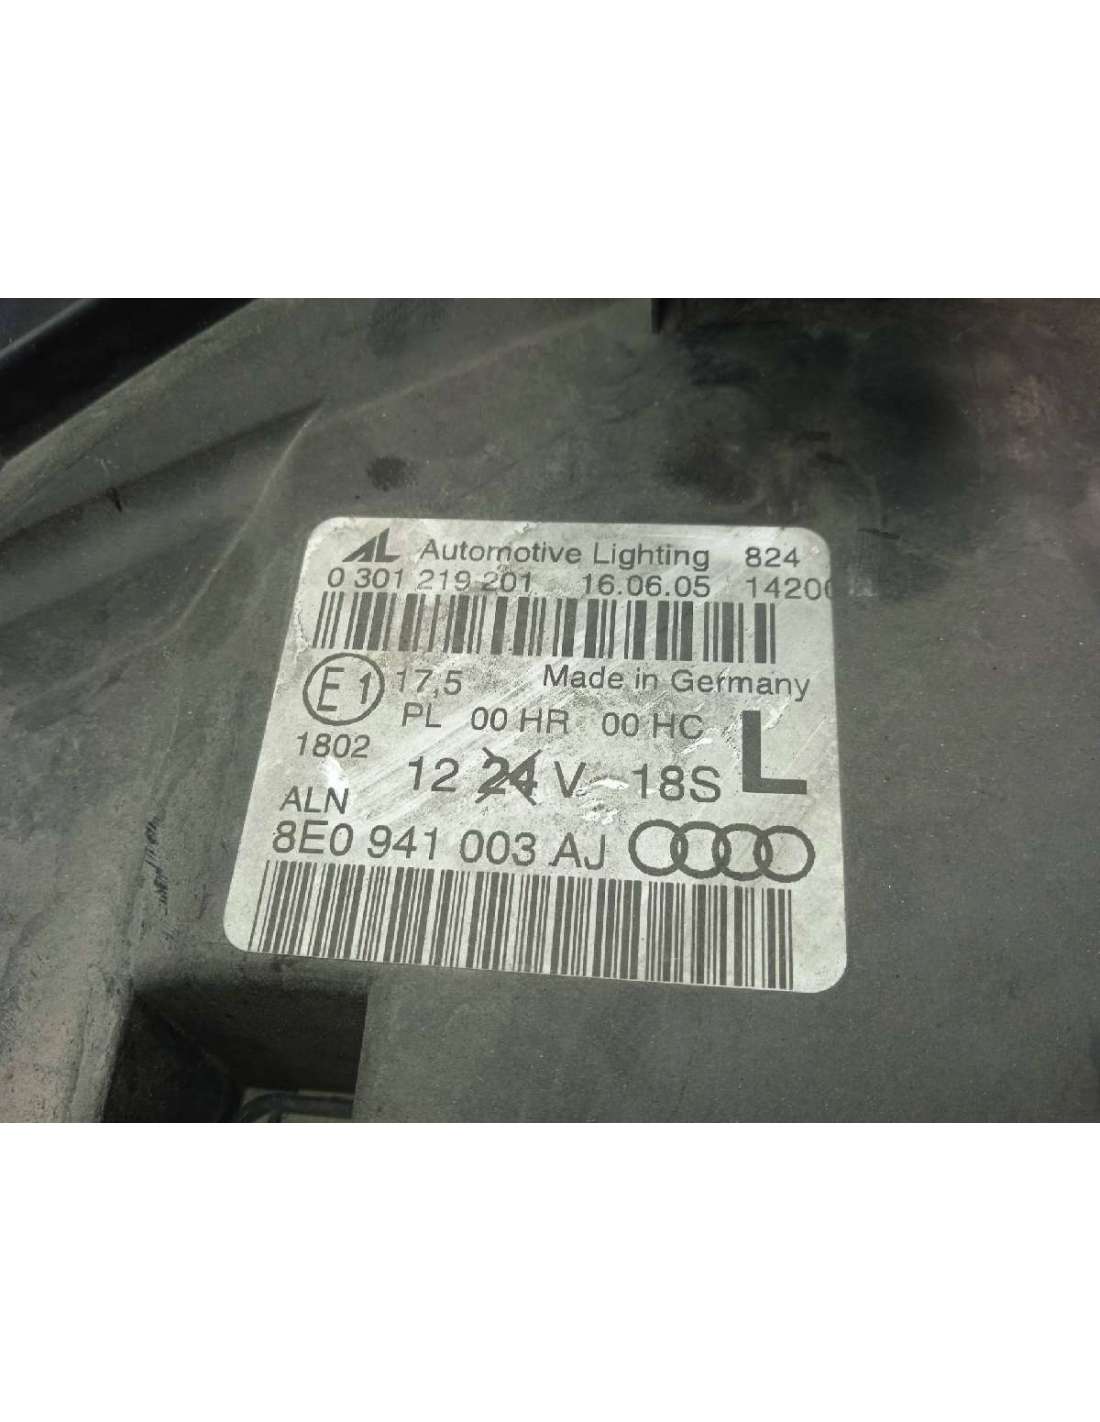 AL Automotive Lighting 824
0 301 219 201 16.06.05 14200
E1 17,5 Made in Germany
PL 00 HR 00 HC L
1802
12 24 V 18S
ALN
8E0 941 003 AJ